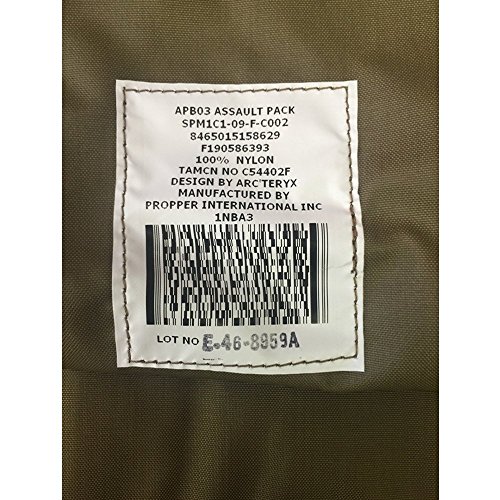 APB03 ASSAULT PACK
SPM1C1-09-F-C002
8465015158629
F190586393
100% NYLON
TAMCN NO C54402F
DESIGN BY ARC'TERYX
MANUFACTURED BY
PROPPER INTERNATIONAL INC
1NBA3
LOT NO E-46-8959A